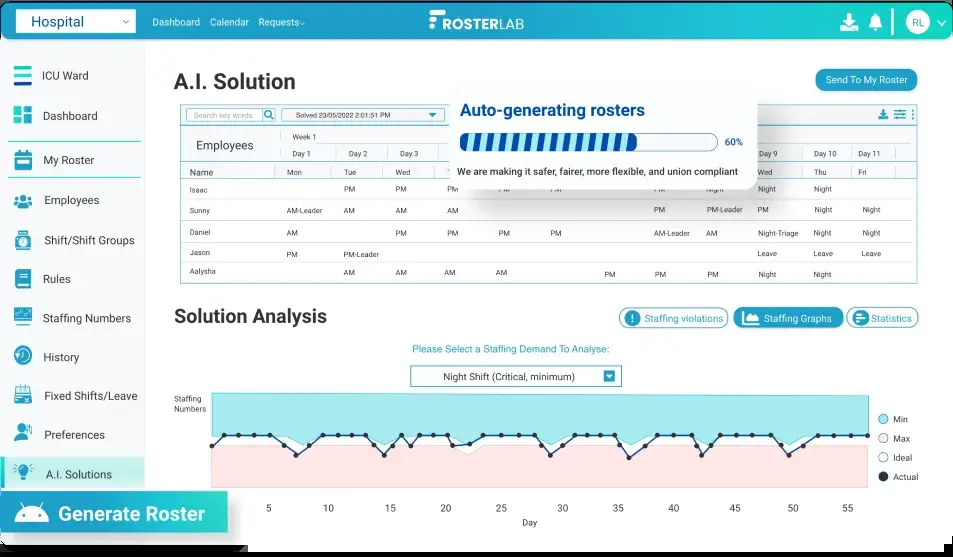 Hospital Dashboard Calendar Requests ROSTERLAB RL
ICU Ward
Dashboard
My Roster
Employees
Shift/Shift Groups
Rules
Staffing Numbers
History
Fixed Shifts/Leave
Preferences
A.I. Solutions
Generate Roster
A.I. Solution
Send To My Roster
Search key words Solved 23/05/2022 2:01:51 PM
Auto-generating rosters
60%
We are making it safer, fairer, more flexible, and union compliant
Employees Week 1
Day 1 Day 2 Day 3 Day 9 Day 10 Day 11
Name Mon Tue Wed Wed Thu Fri
Isaac PM PM PM Night Night
Sunny AM-Leader AM AM AM PM PM-Leader PM Night Night
Daniel AM PM PM PM PM AM-Leader AM Night-Triage Night Night
Jason PM PM-Leader Leave Leave Leave
Aalysha AM AM AM AM PM PM PM Night Night
Solution Analysis
Staffing violations Staffing Graphs Statistics
Please Select a Staffing Demand To Analyse:
Night Shift (Critical, minimum)
Staffing
Numbers
Min
Max
Ideal
Actual
5 10 15 20 25 30 35 40 45 50 55
Day